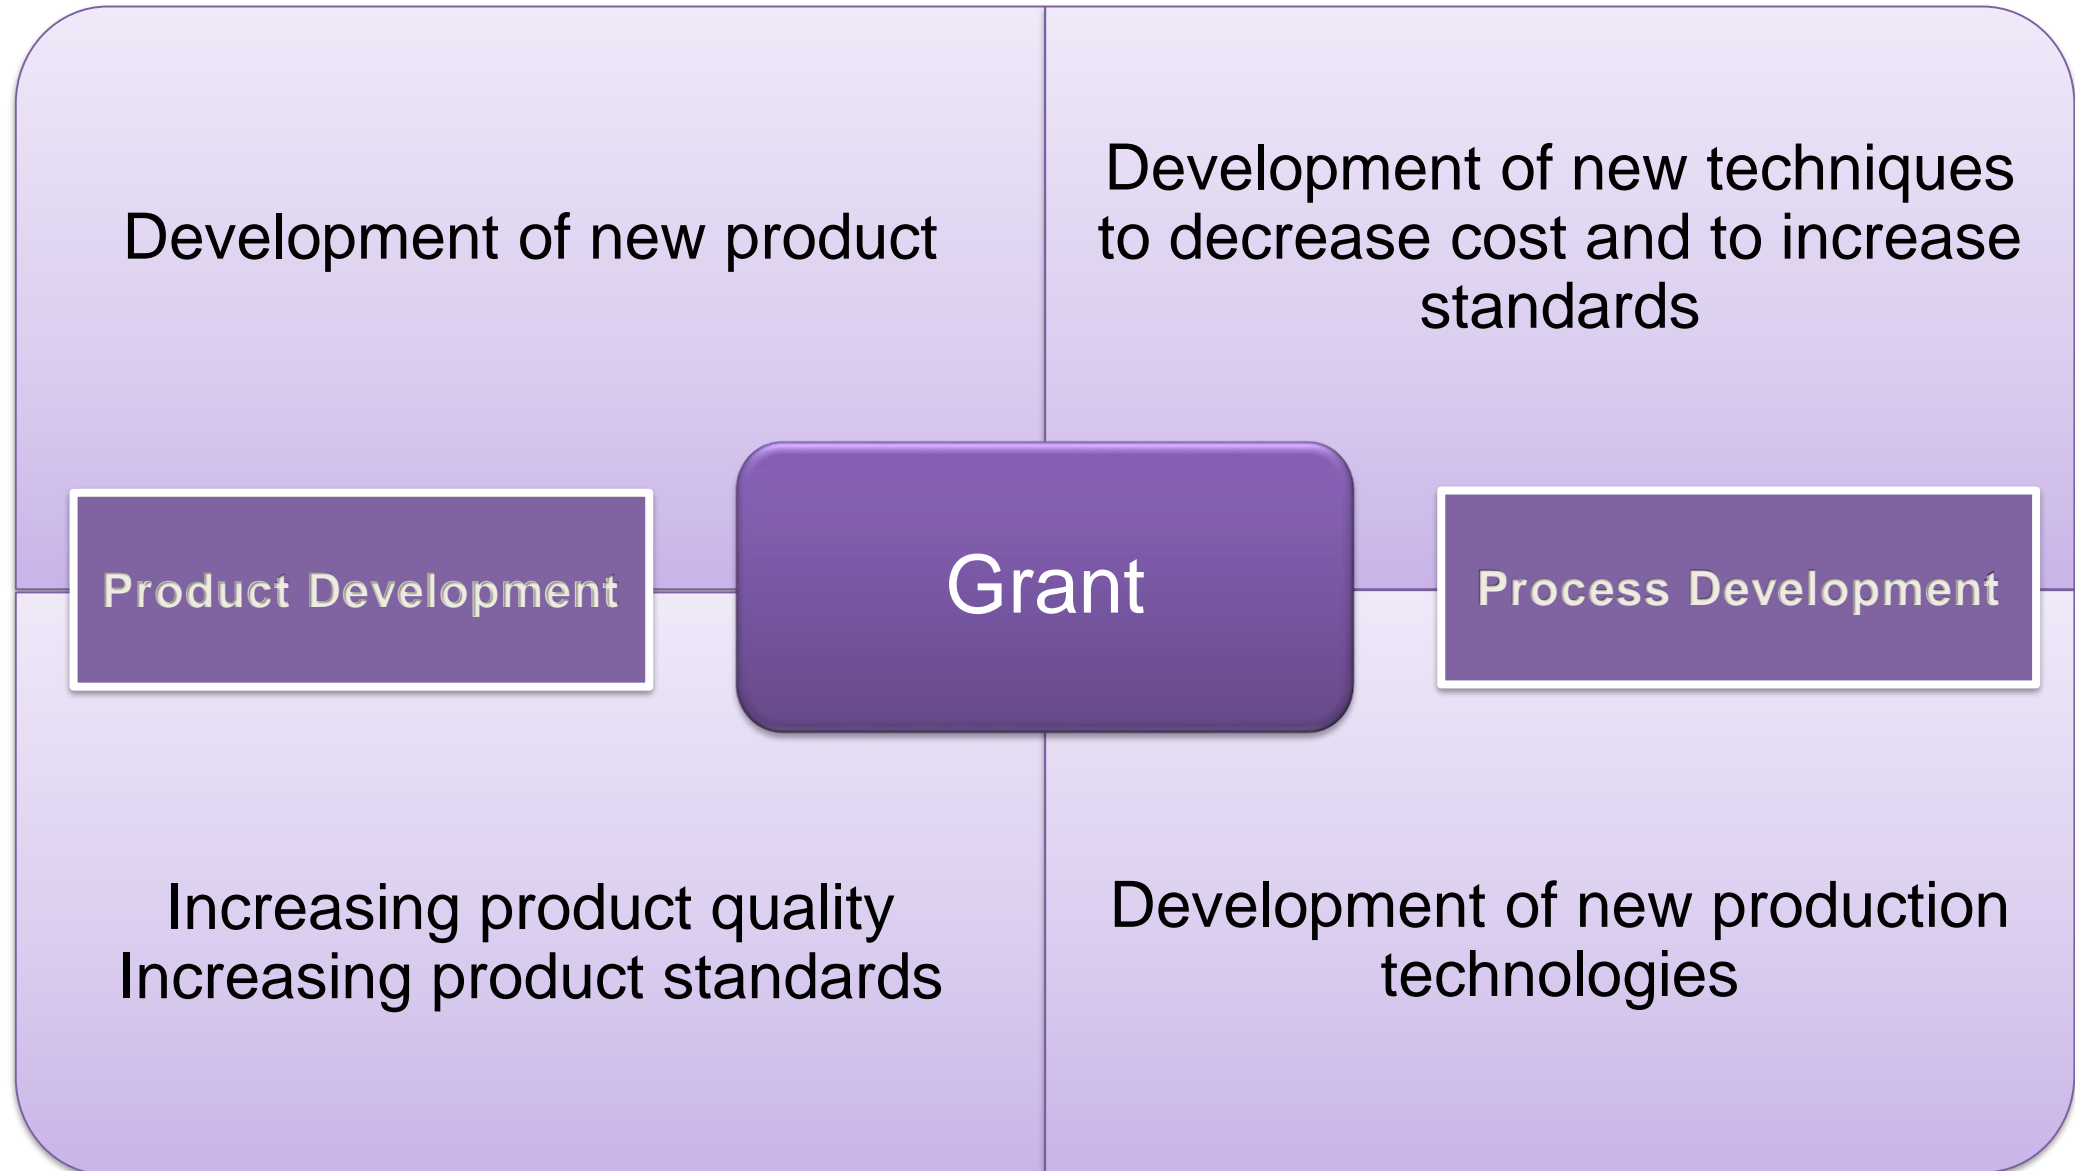 Development of new product
Development of new techniques
to decrease cost and to increase
standards
Product Development
Grant
Process Development
Increasing product quality
Increasing product standards
Development of new production
technologies